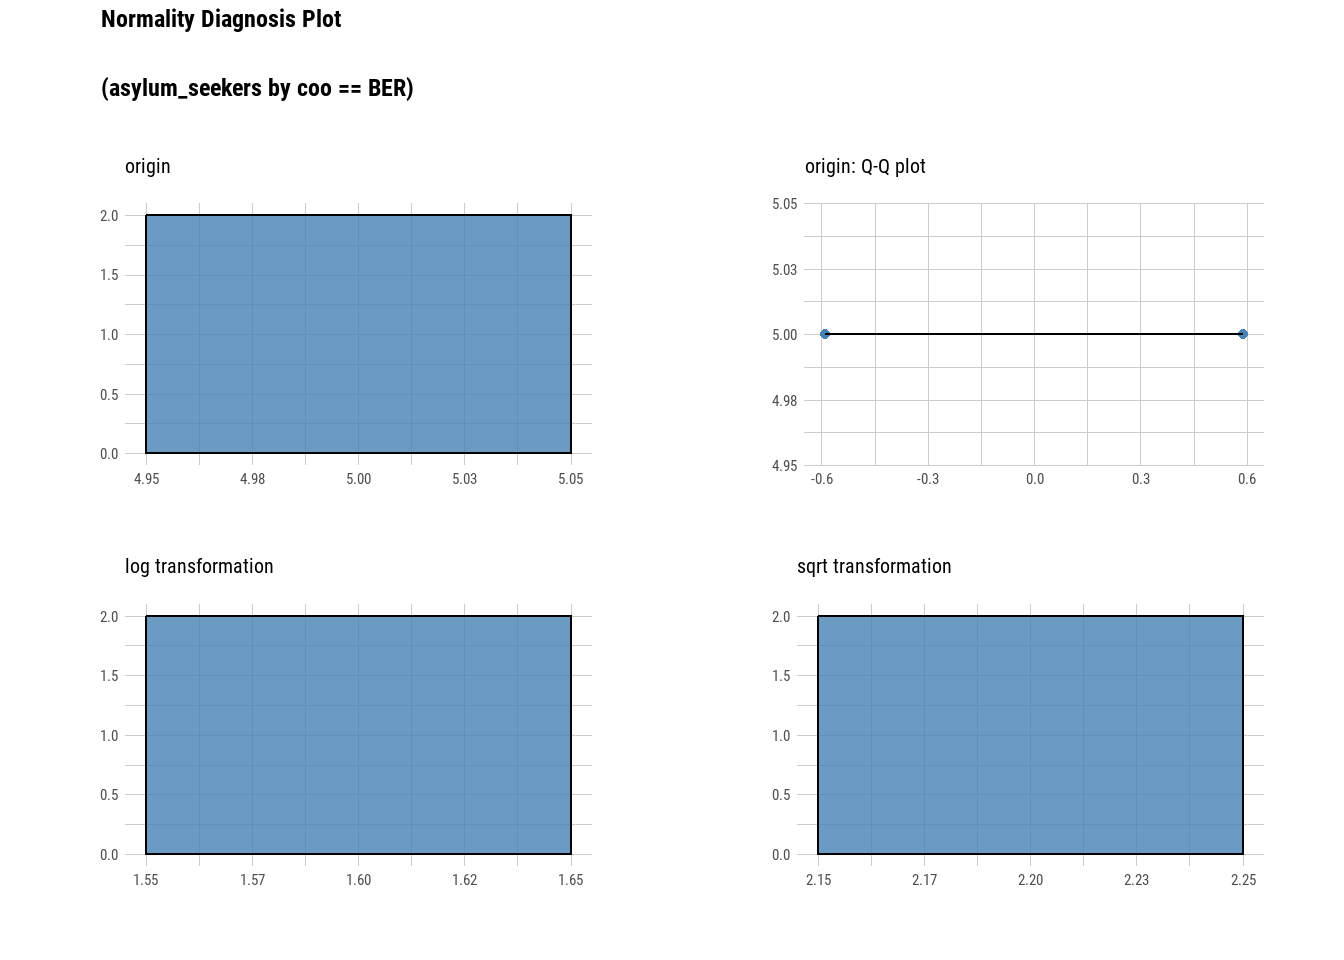 Normality Diagnosis Plot
(asylum_seekers by coo == BER)
origin
2.0
1.5
1.0
0.5
0.0
4.95 4.98 5.00 5.03 5.05
origin: Q-Q plot
5.05
5.03
5.00
4.98
4.95
-0.6 -0.3 0.0 0.3 0.6
log transformation
2.0
1.5
1.0
0.5
0.0
1.55 1.57 1.60 1.62 1.65
sqrt transformation
2.0
1.5
1.0
0.5
0.0
2.15 2.17 2.20 2.23 2.25